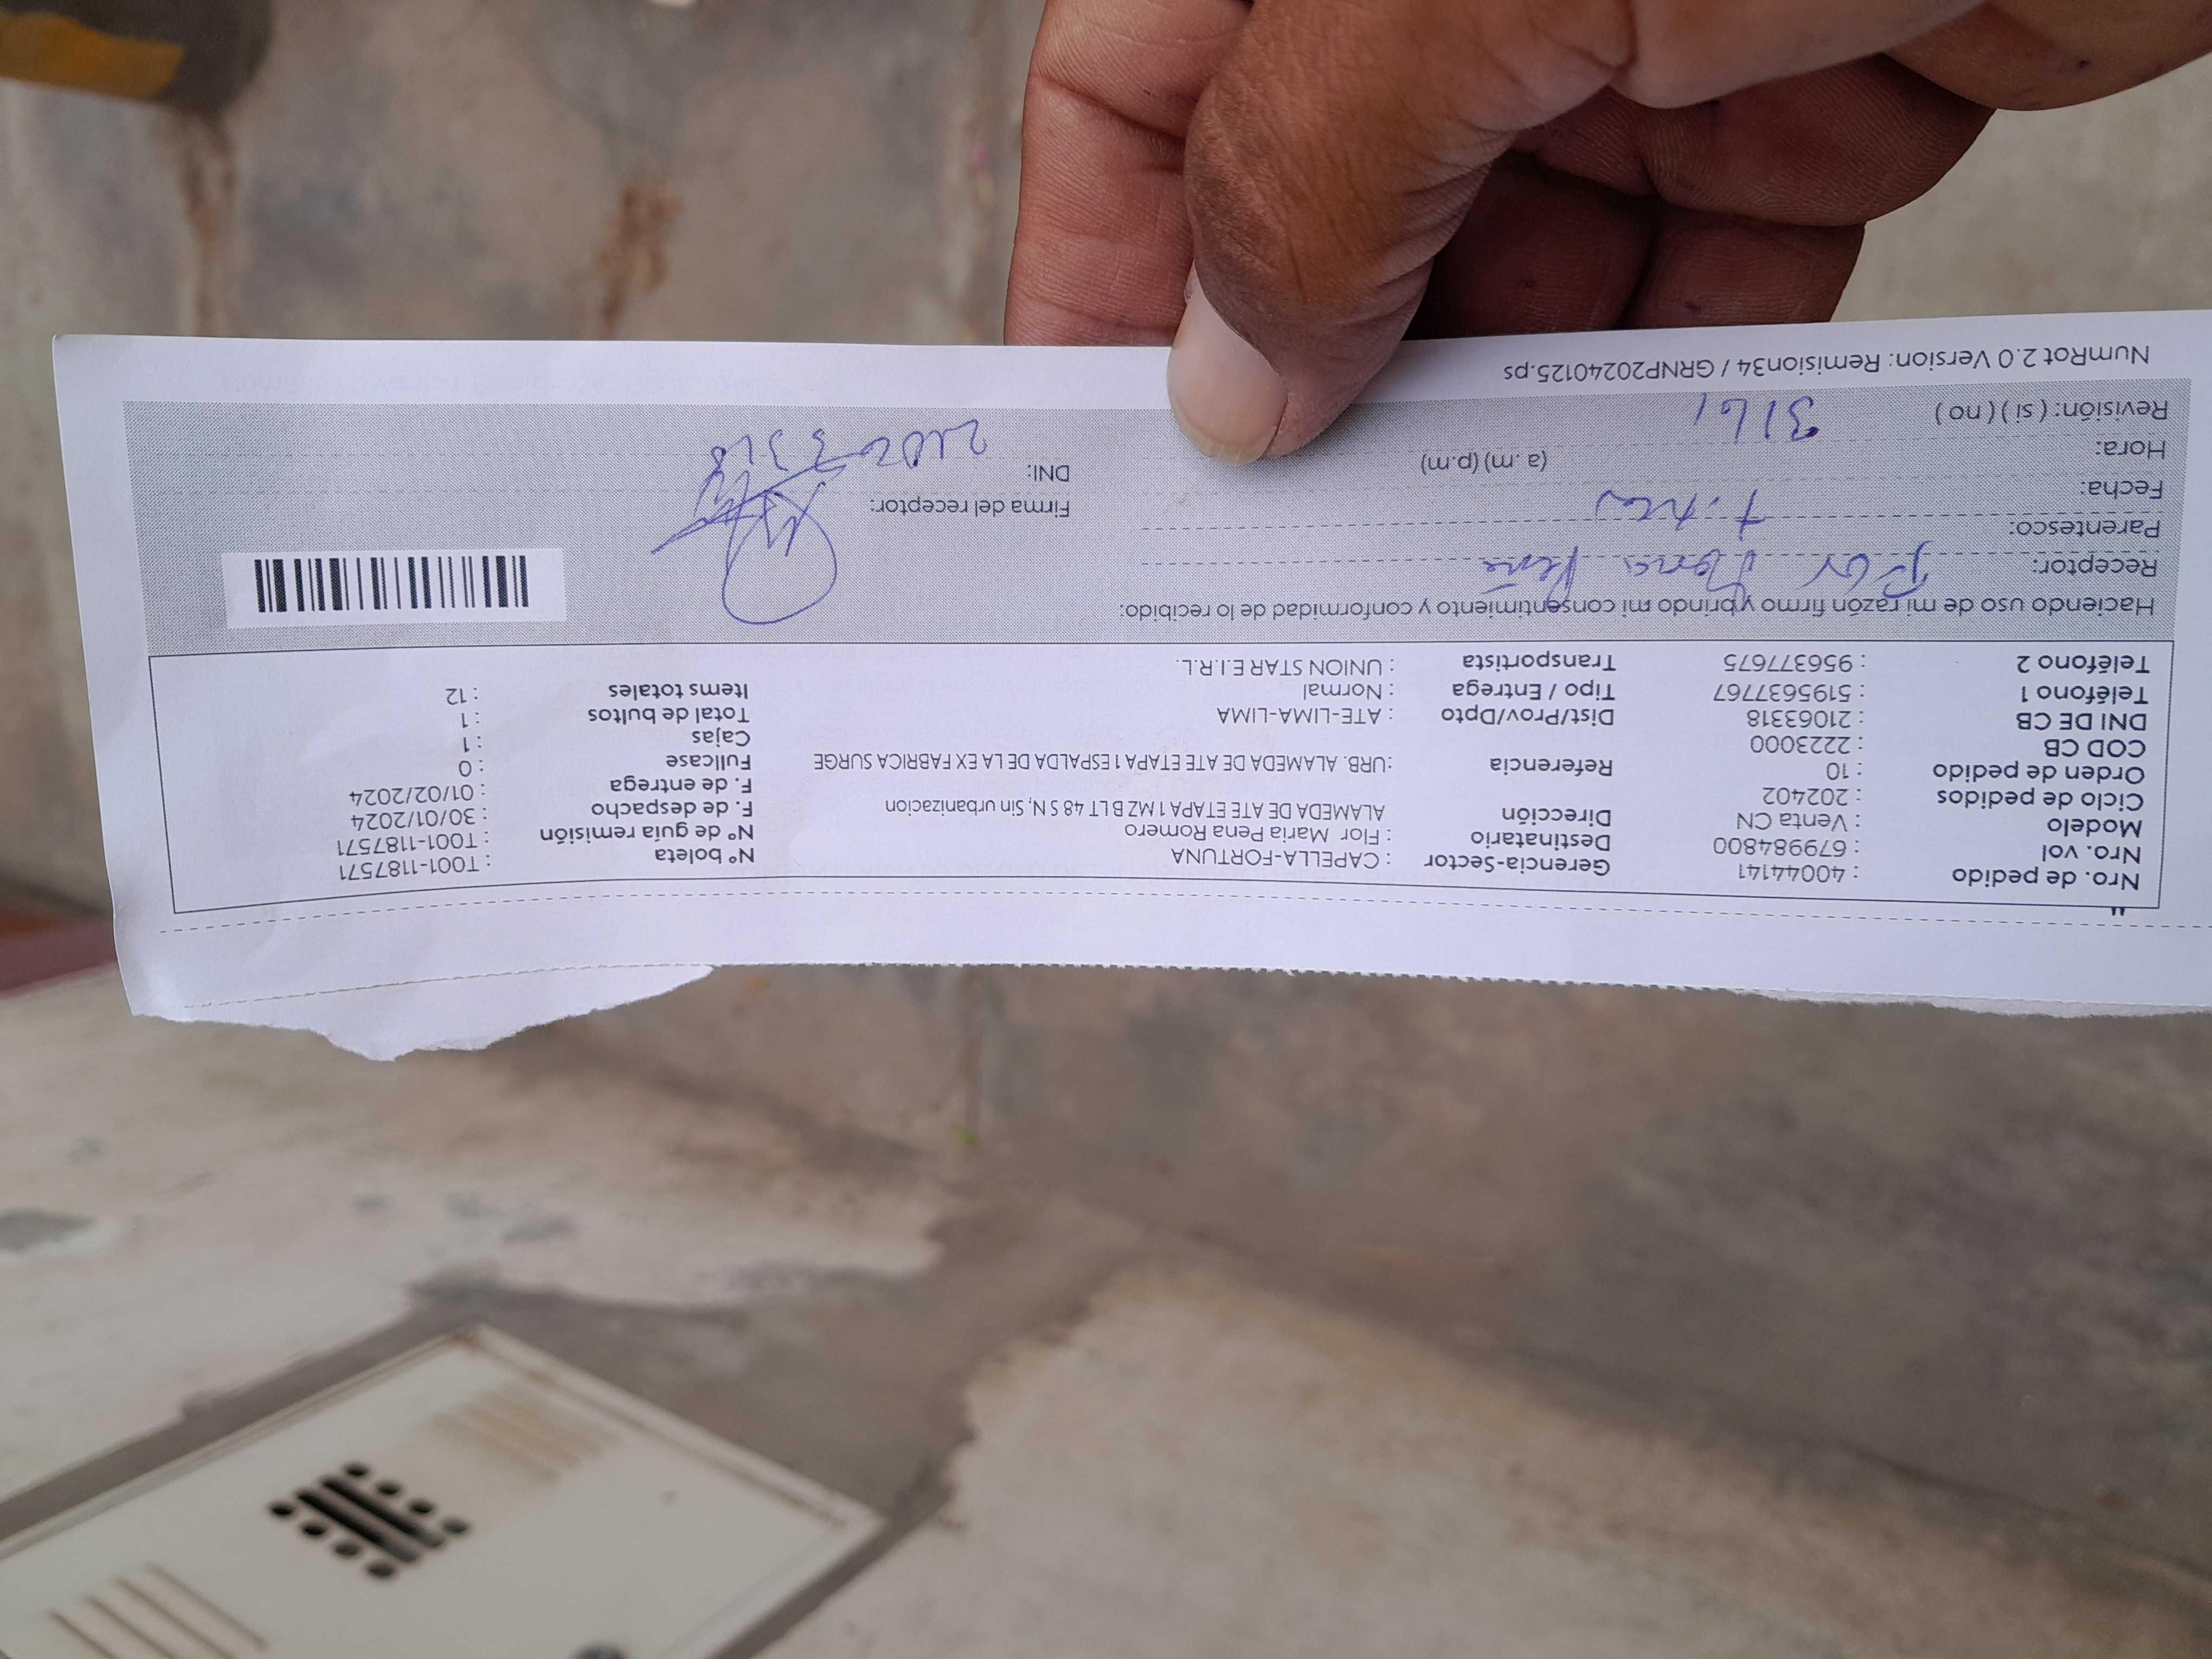 Nro. de pedido : 40044141 Gerencia-Sector : CAPELLA-FORTUNA Nº boleta : T001-1187571
Nro. vol : 679984800 Destinatario : Flor Maria Pena Romero Nº de guía remisión : T001-1187571
Modelo : Venta CN Dirección ALAMEDA DE ATE ETAPA 1 MZ B LT 48 S N, Sin urbanizacion F. de despacho : 30/01/2024
Ciclo de pedidos : 202402 F. de entrega : 01/02/2024
Orden de pedido : 10 Referencia :URB. ALAMEDA DE ATE ETAPA 1 ESPALDA DE LA EX FABRICA SURGE Fullcase : 0
COD CB : 2223000 Cajas : 1
DNI DE CB : 21063318 Dist/Prov/Dpto : ATE-LIMA-LIMA Total de bultos : 1
Teléfono 1 : 5195637767 Tipo / Entrega : Normal Items totales : 12
Teléfono 2 : 956377675 Transportista : UNION STAR E.I.R.L.
Haciendo uso de mi razón firmo y brindo mi consentimiento y conformidad de lo recibido:
Receptor: Flor Peña
Parentesco: Firma del receptor:
Fecha: DNI:
Hora: (a. m) (p.m)
Revisión: ( si ) ( no )
NumRot 2.0 Version: Remision34 / GRNP20240125.ps